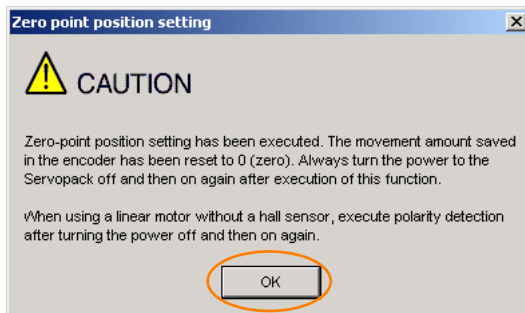 Zero point position setting
CAUTION
Zero-point position setting has been executed. The movement amount saved
in the encoder has been reset to 0 (zero). Always turn the power to the
Servopack off and then on again after execution of this function.
When using a linear motor without a hall sensor, execute polarity detection
after turning the power off and then on again.
OK